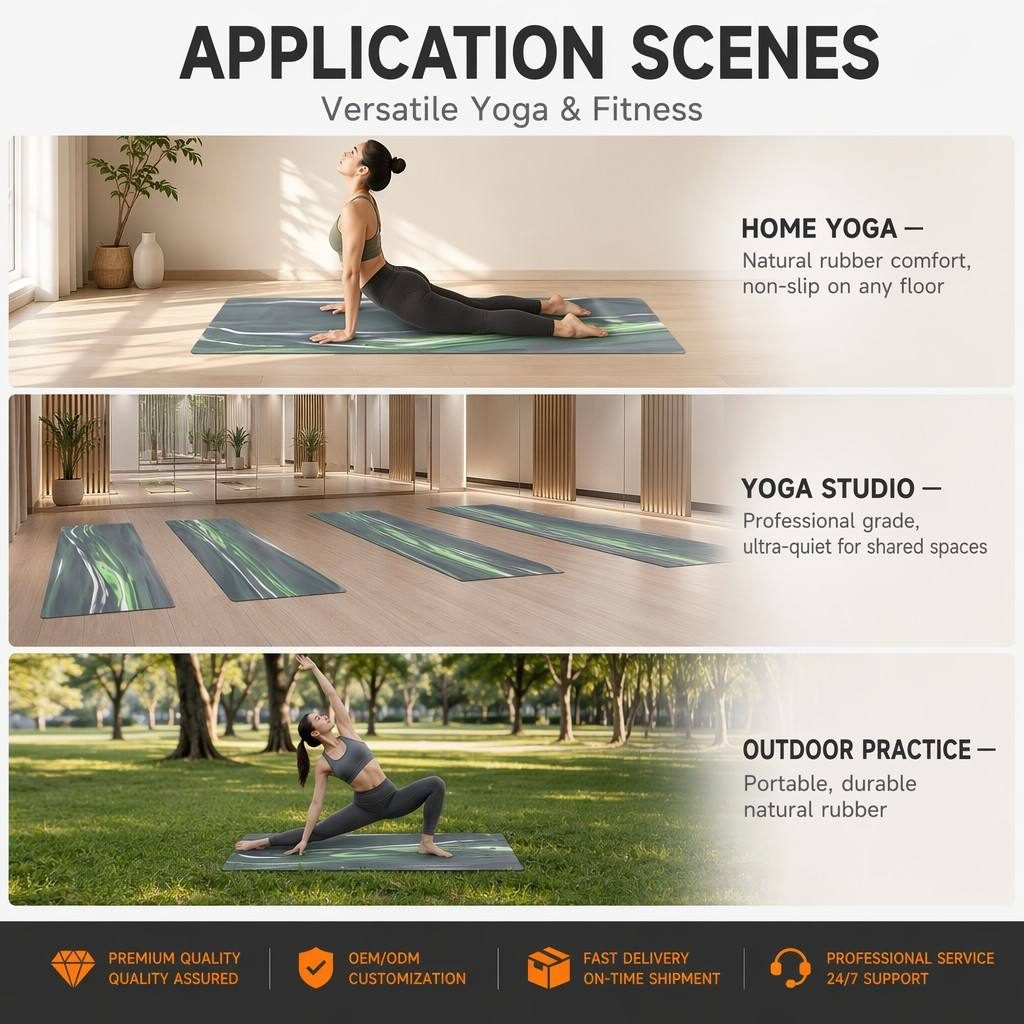 APPLICATION SCENES
Versatile Yoga & Fitness
HOME YOGA —
Natural rubber comfort,
non-slip on any floor
YOGA STUDIO —
Professional grade,
ultra-quiet for shared spaces
OUTDOOR PRACTICE —
Portable, durable
natural rubber
PREMIUM QUALITY
QUALITY ASSURED
OEM/ODM
CUSTOMIZATION
FAST DELIVERY
ON-TIME SHIPMENT
PROFESSIONAL SERVICE
24/7 SUPPORT